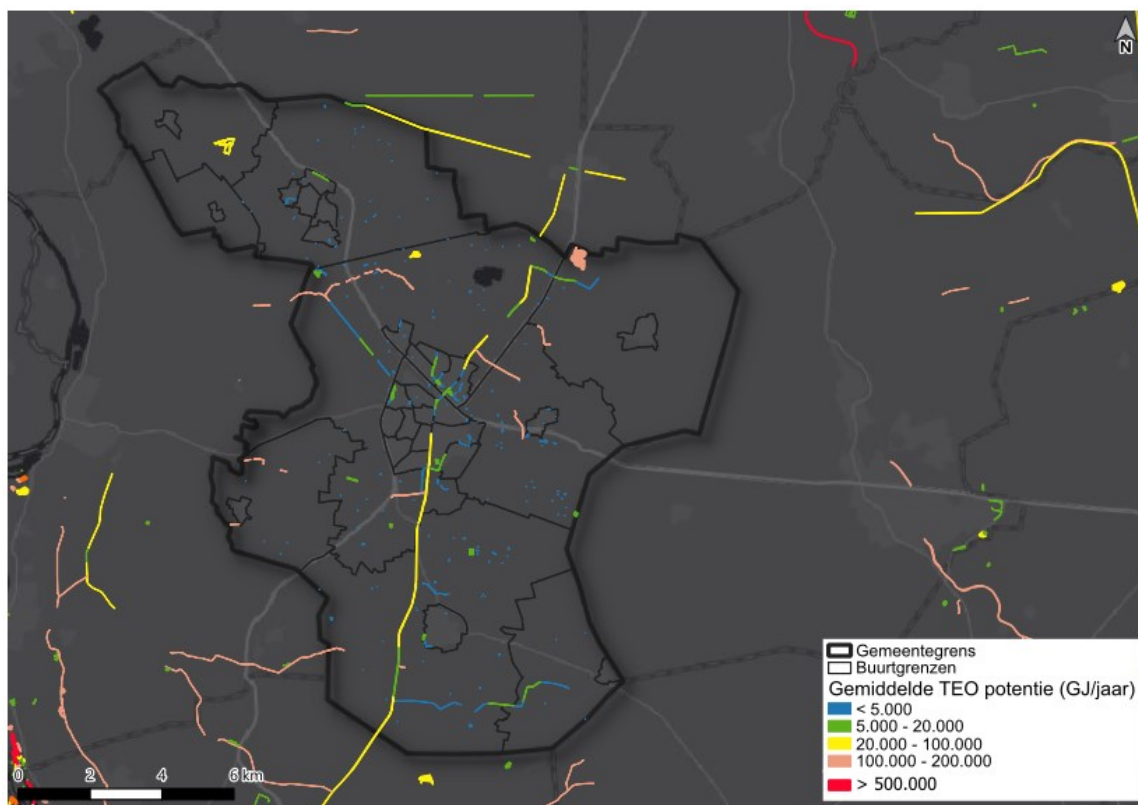 N
Gemeentegrens
Buurtgrenzen
Gemiddelde TEO potentie (GJ/jaar)
< 5.000
5.000 - 20.000
20.000 - 100.000
100.000 - 200.000
> 500.000
0 2 4 6 km